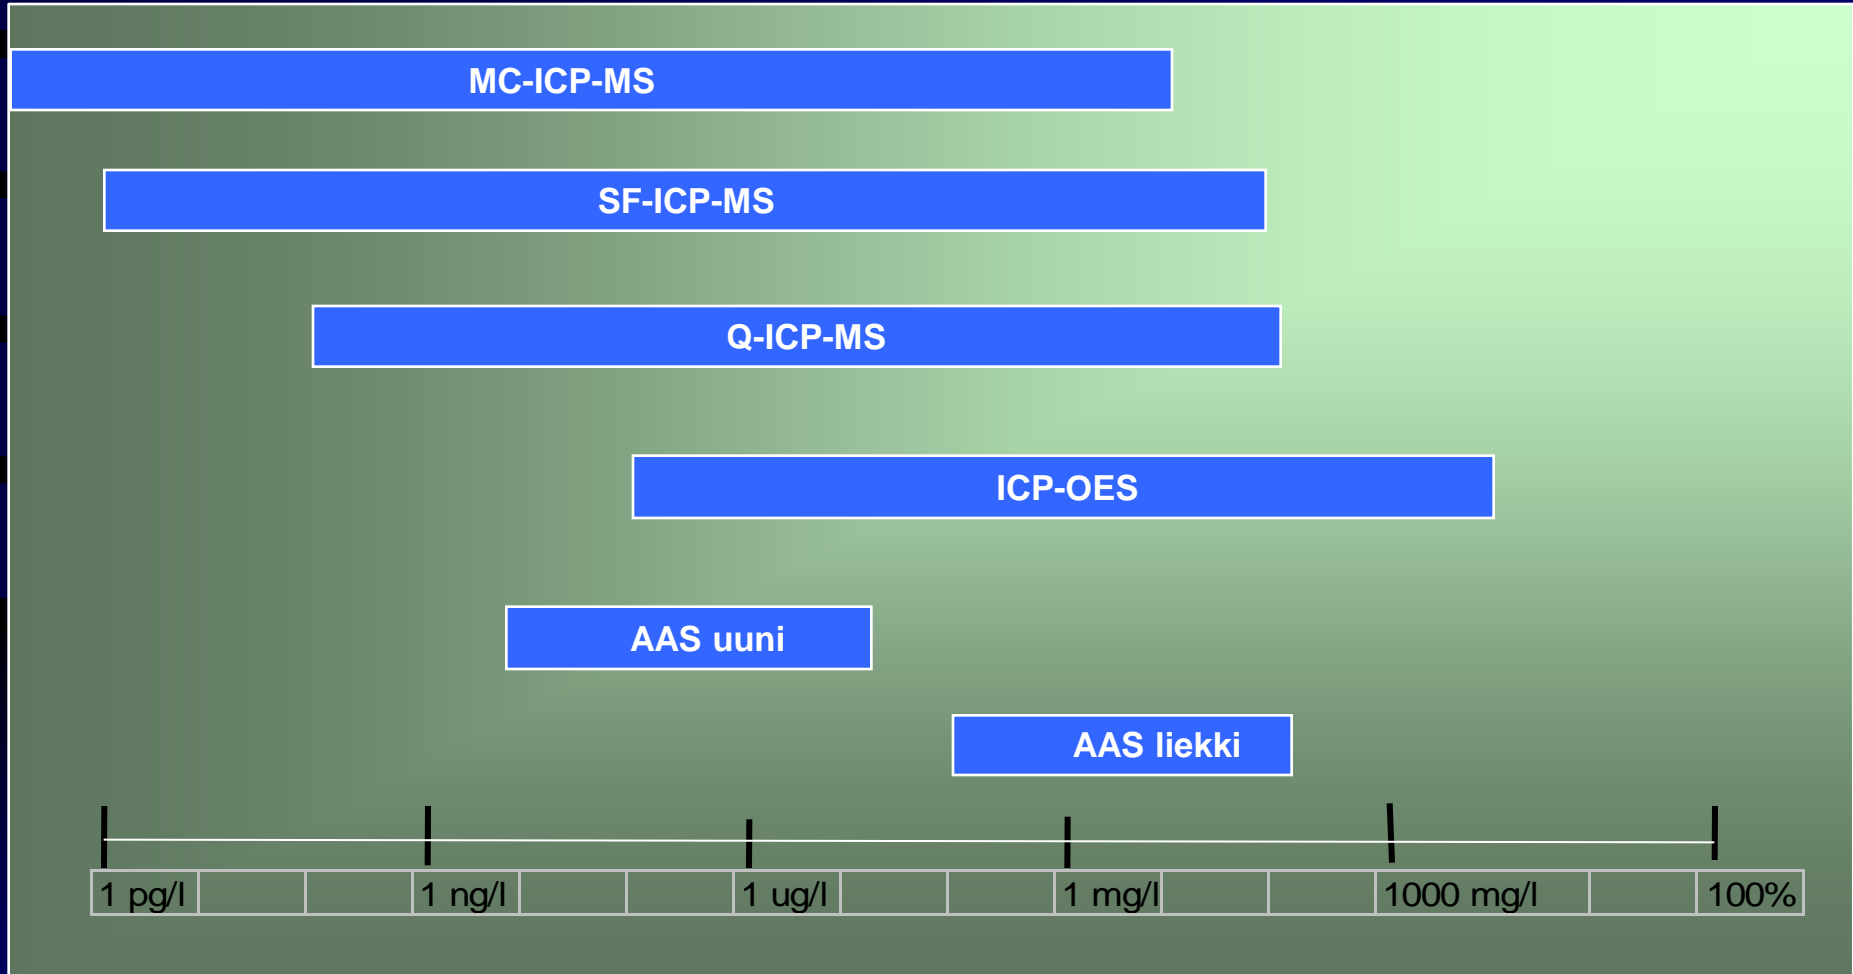 MC-ICP-MS
SF-ICP-MS
Q-ICP-MS
ICP-OES
AAS uuni
AAS liekki
1 pg/l 1 ng/l 1 ug/l 1 mg/l 1000 mg/l 100%